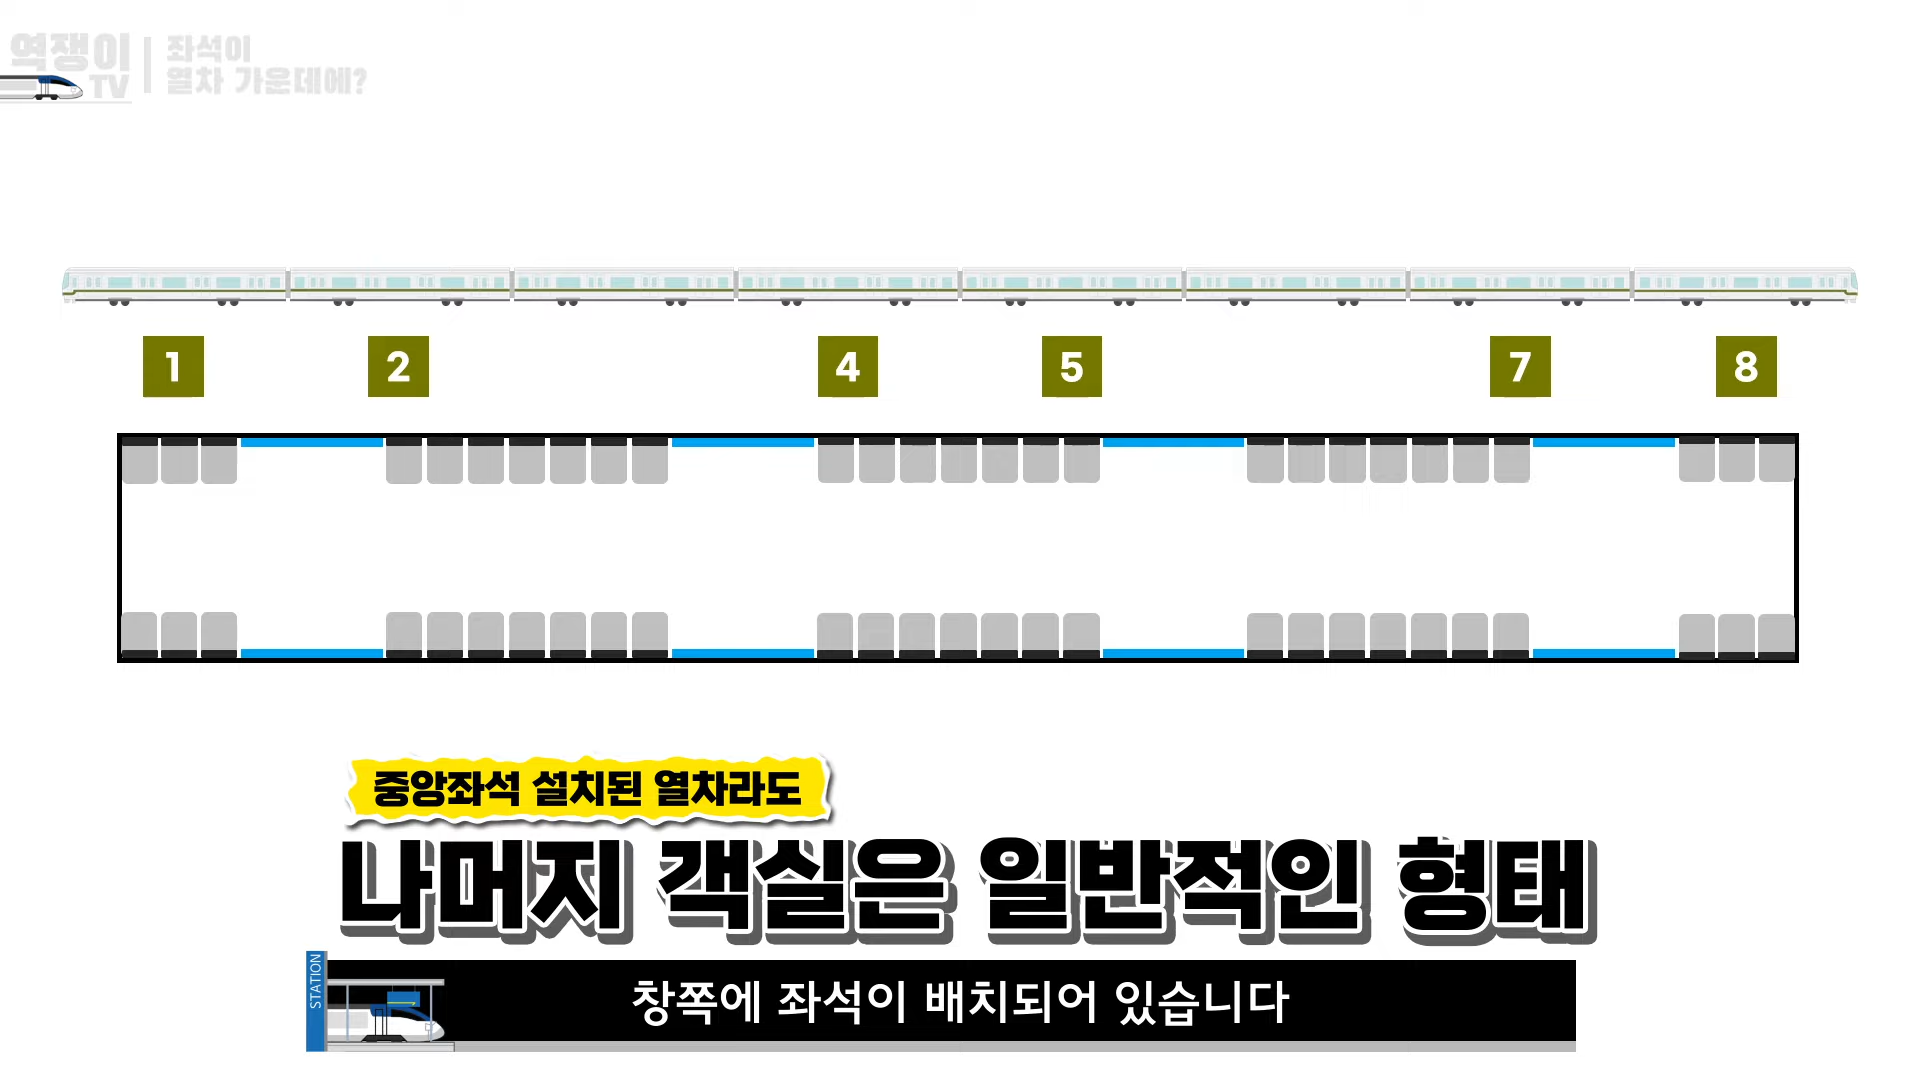 역쟁이
TV
좌석이
열차 가운데에?
1 2 4 5 7 8
중앙좌석 설치된 열차라도
나머지 객실은 일반적인 형태
STATION
창쪽에 좌석이 배치되어 있습니다